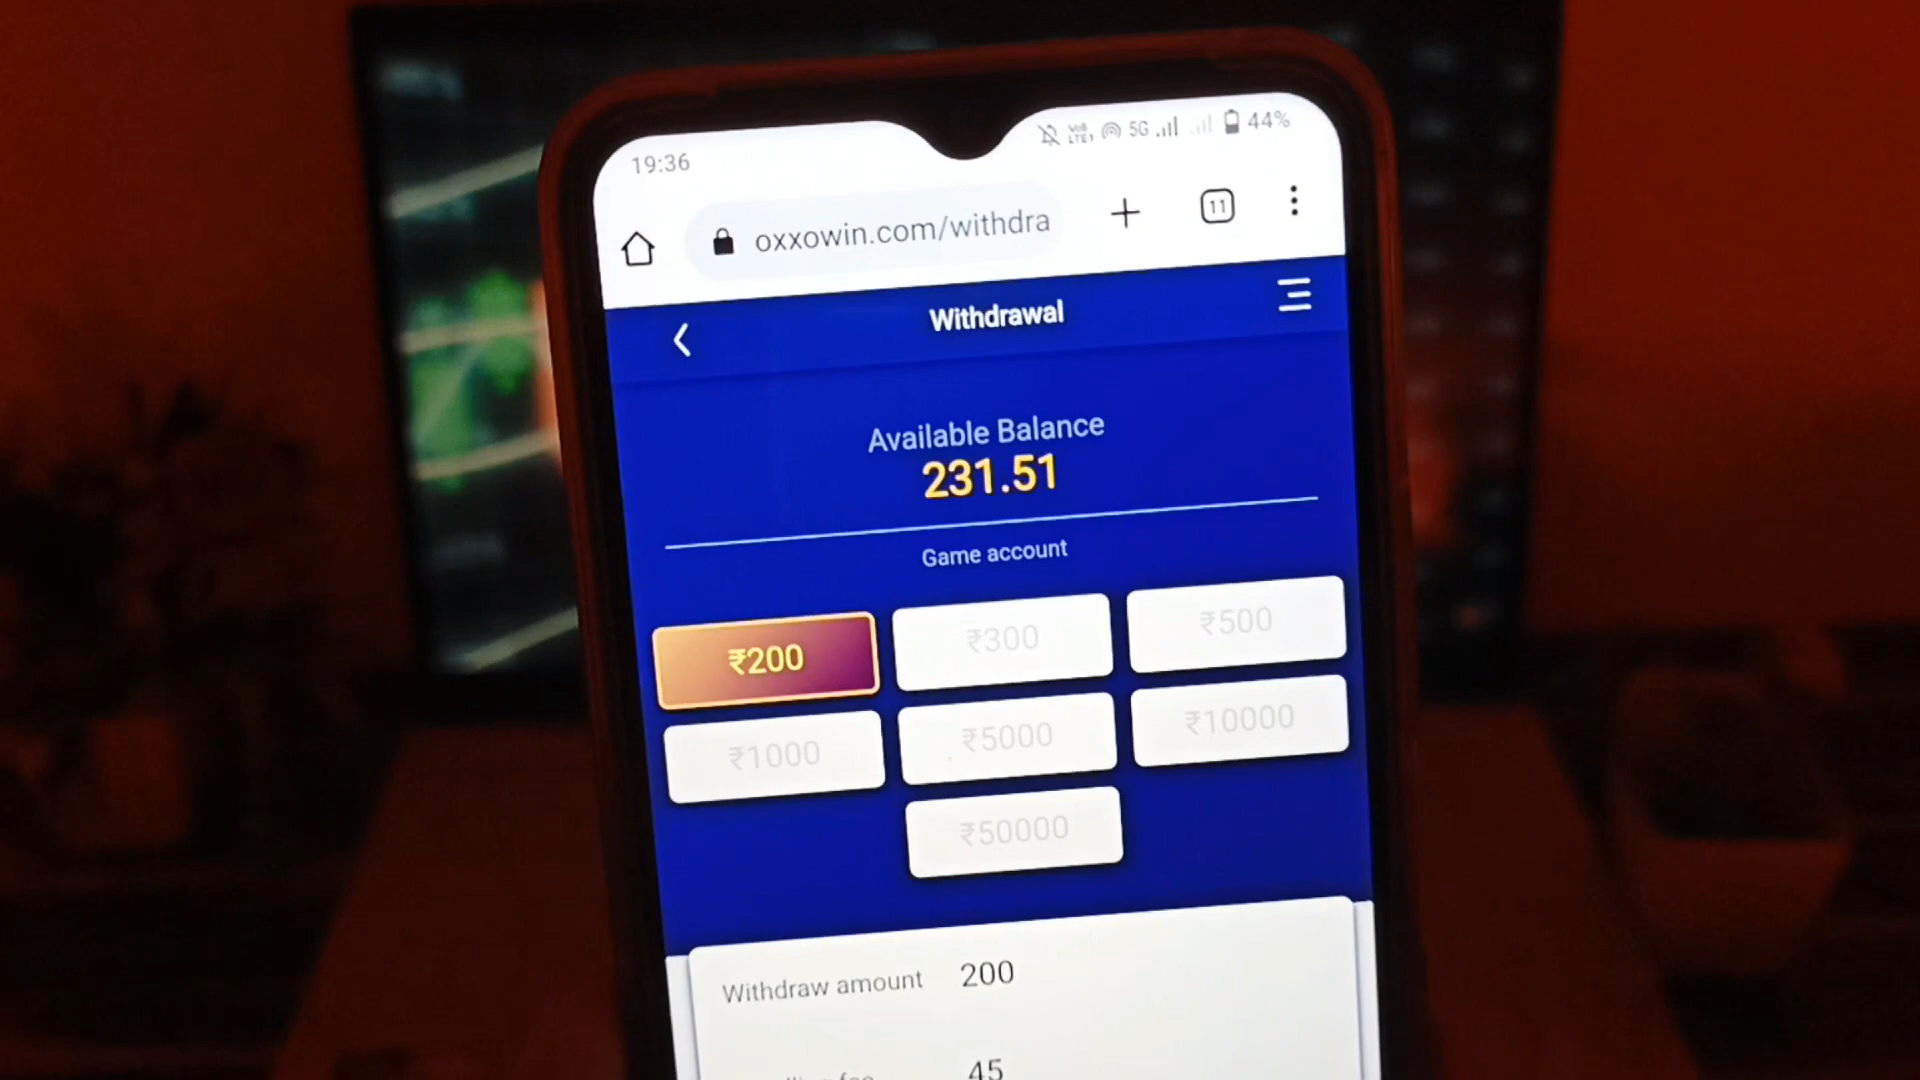 19:36
5G 44%
oxxowin.com/withdra
11
Withdrawal
Available Balance
231.51
Game account
₹200 ₹300 ₹500
₹1000 ₹5000 ₹10000
₹50000
Withdraw amount 200
fee 45